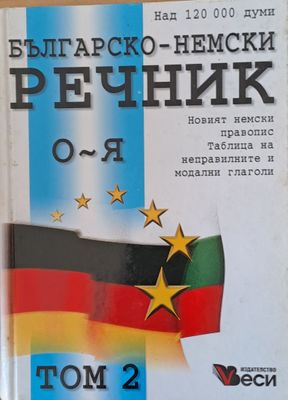 Над 120 000 думи
БЪЛГАРСКО-НЕМСКИ
РЕЧНИК
О~Я
Новият немски
правопис
Таблица на
неправилните и
модални глаголи
ТОМ 2
ИЗДАТЕЛСТВО
Веси